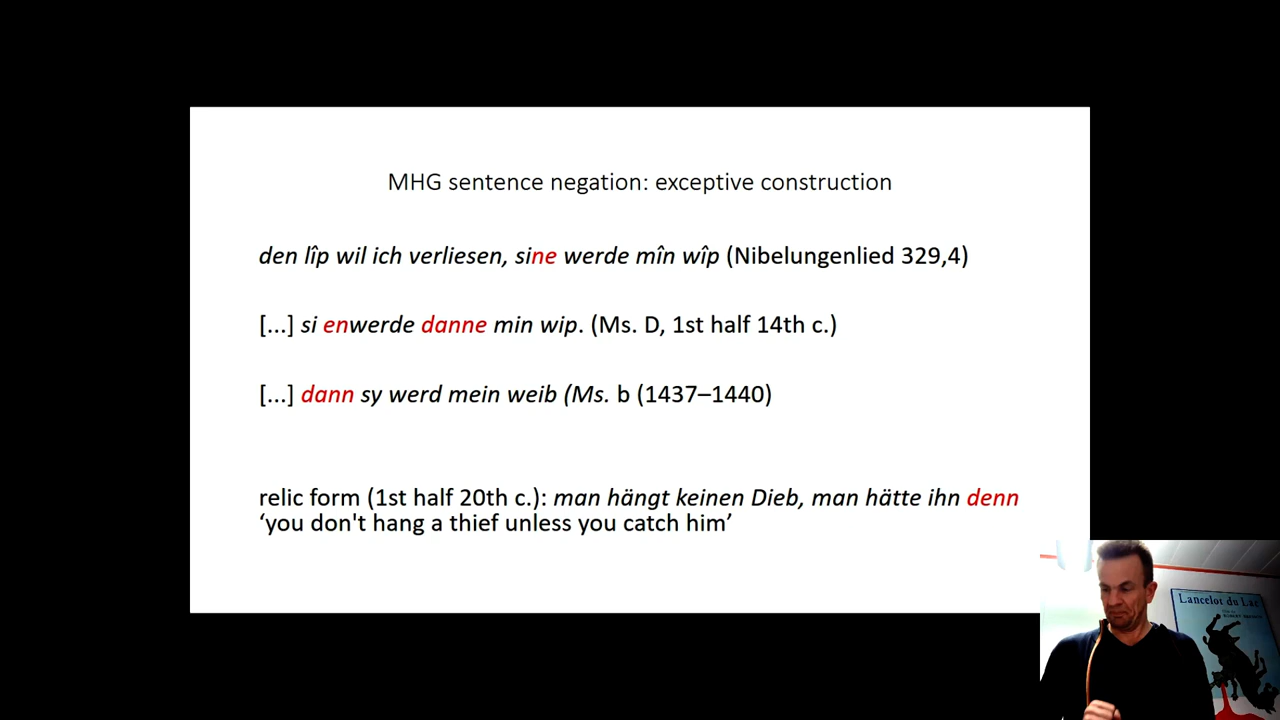 MHG sentence negation: exceptive construction
den lîp wil ich verliesen, sine werde mîn wîp (Nibelungenlied 329,4)
[...] si enwerde danne min wip. (Ms. D, 1st half 14th c.)
[...] dann sy werd mein weib (Ms. b (1437–1440)
relic form (1st half 20th c.): man hängt keinen Dieb, man hätte ihn denn
‘you don't hang a thief unless you catch him’
Lancelot du Lac